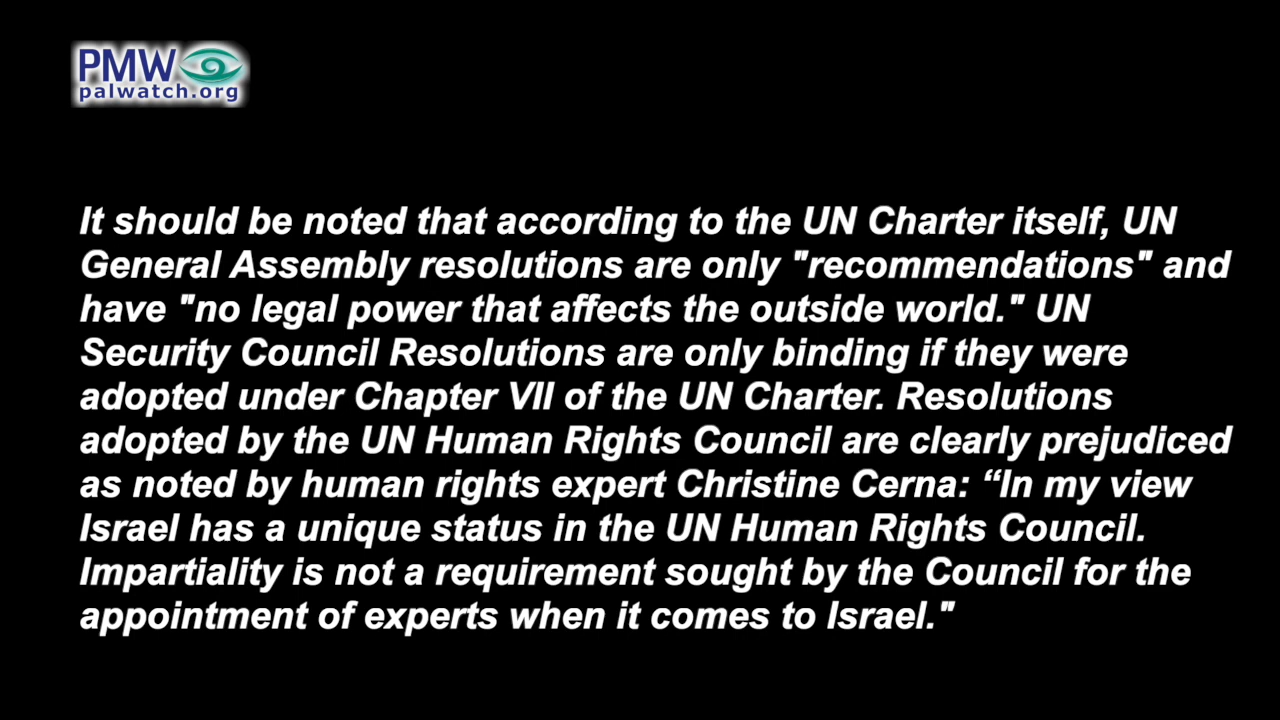 PMW
palwatch.org
It should be noted that according to the UN Charter itself, UN
General Assembly resolutions are only "recommendations" and
have "no legal power that affects the outside world." UN
Security Council Resolutions are only binding if they were
adopted under Chapter VII of the UN Charter. Resolutions
adopted by the UN Human Rights Council are clearly prejudiced
as noted by human rights expert Christine Cerna: “In my view
Israel has a unique status in the UN Human Rights Council.
Impartiality is not a requirement sought by the Council for the
appointment of experts when it comes to Israel."